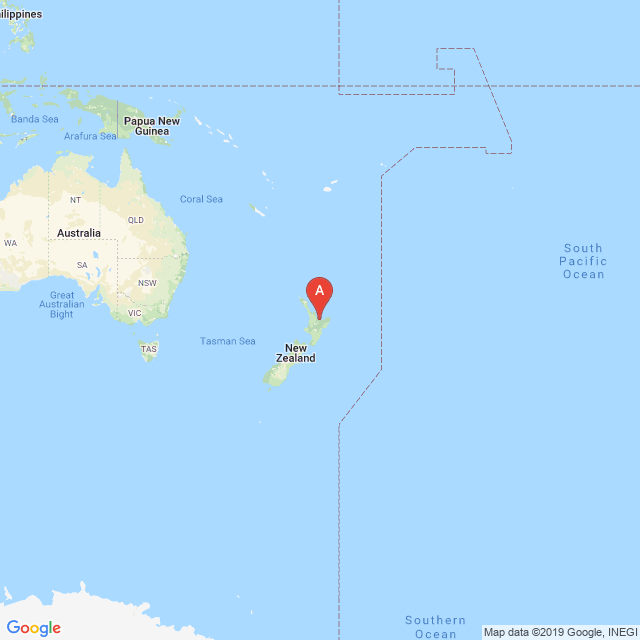 hilippines
Banda Sea
Papua New
Guinea
Arafura Sea
Coral Sea
NT
QLD
Australia
WA
SA
NSW
South
Pacific
Ocean
Great
Australian
Bight
VIC
A
TAS
Tasman Sea
New
Zealand
Southern
Ocean
Google
Map data ©2019 Google, INEGI